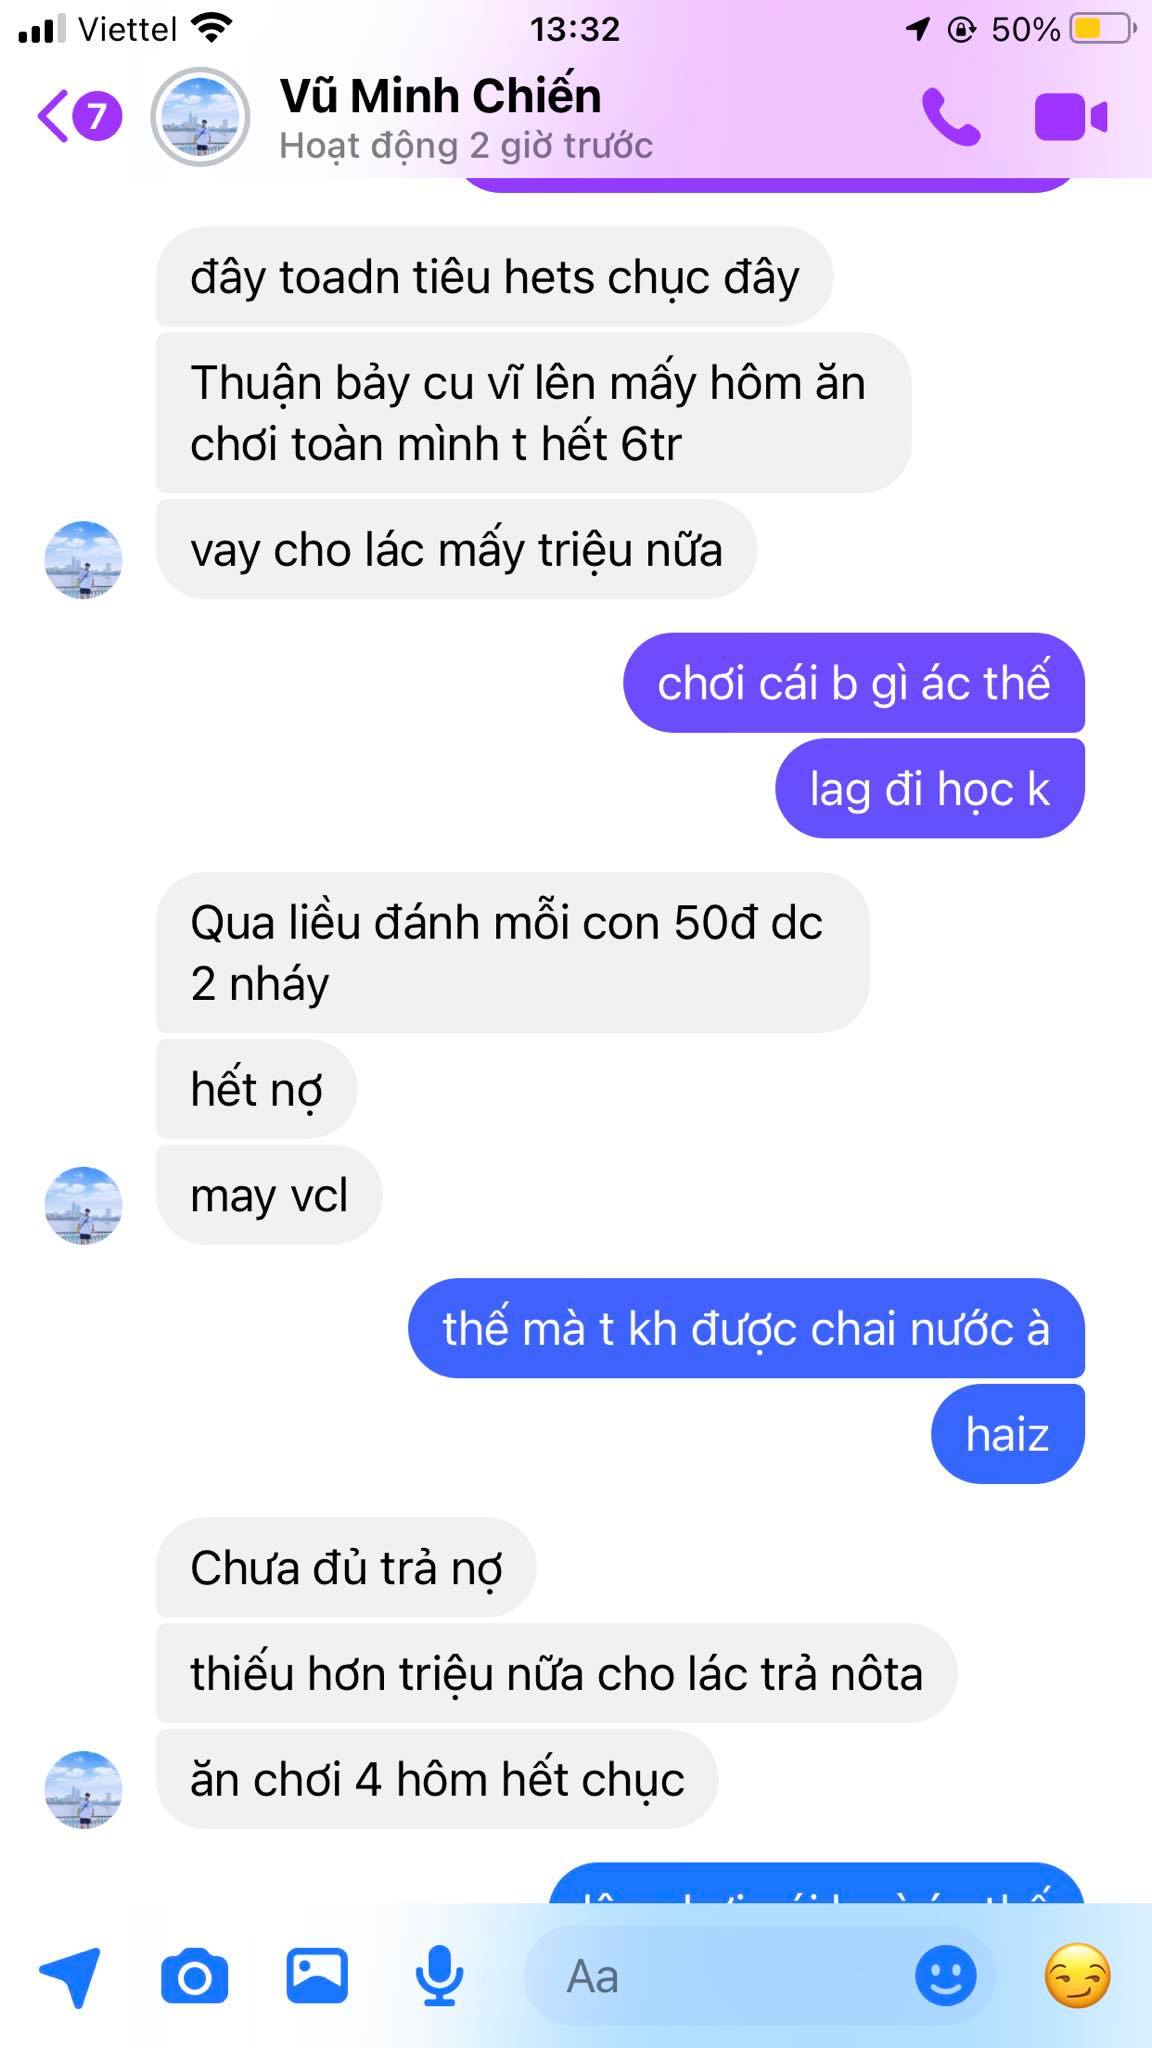 Viettel
13:32
50%
7
Vũ Minh Chiến
Hoạt động 2 giờ trước
đây toadn tiêu hets chục đây
Thuận bảy cu vĩ lên mấy hôm ăn
chơi toàn mình t hết 6tr
vay cho lác mấy triệu nữa
chơi cái b gì ác thế
lag đi học k
Qua liều đánh mỗi con 50đ dc
2 nháy
hết nợ
may vcl
thế mà t kh được chai nước à
haiz
Chưa đủ trả nợ
thiếu hơn triệu nữa cho lác trả nôta
ăn chơi 4 hôm hết chục
Aa